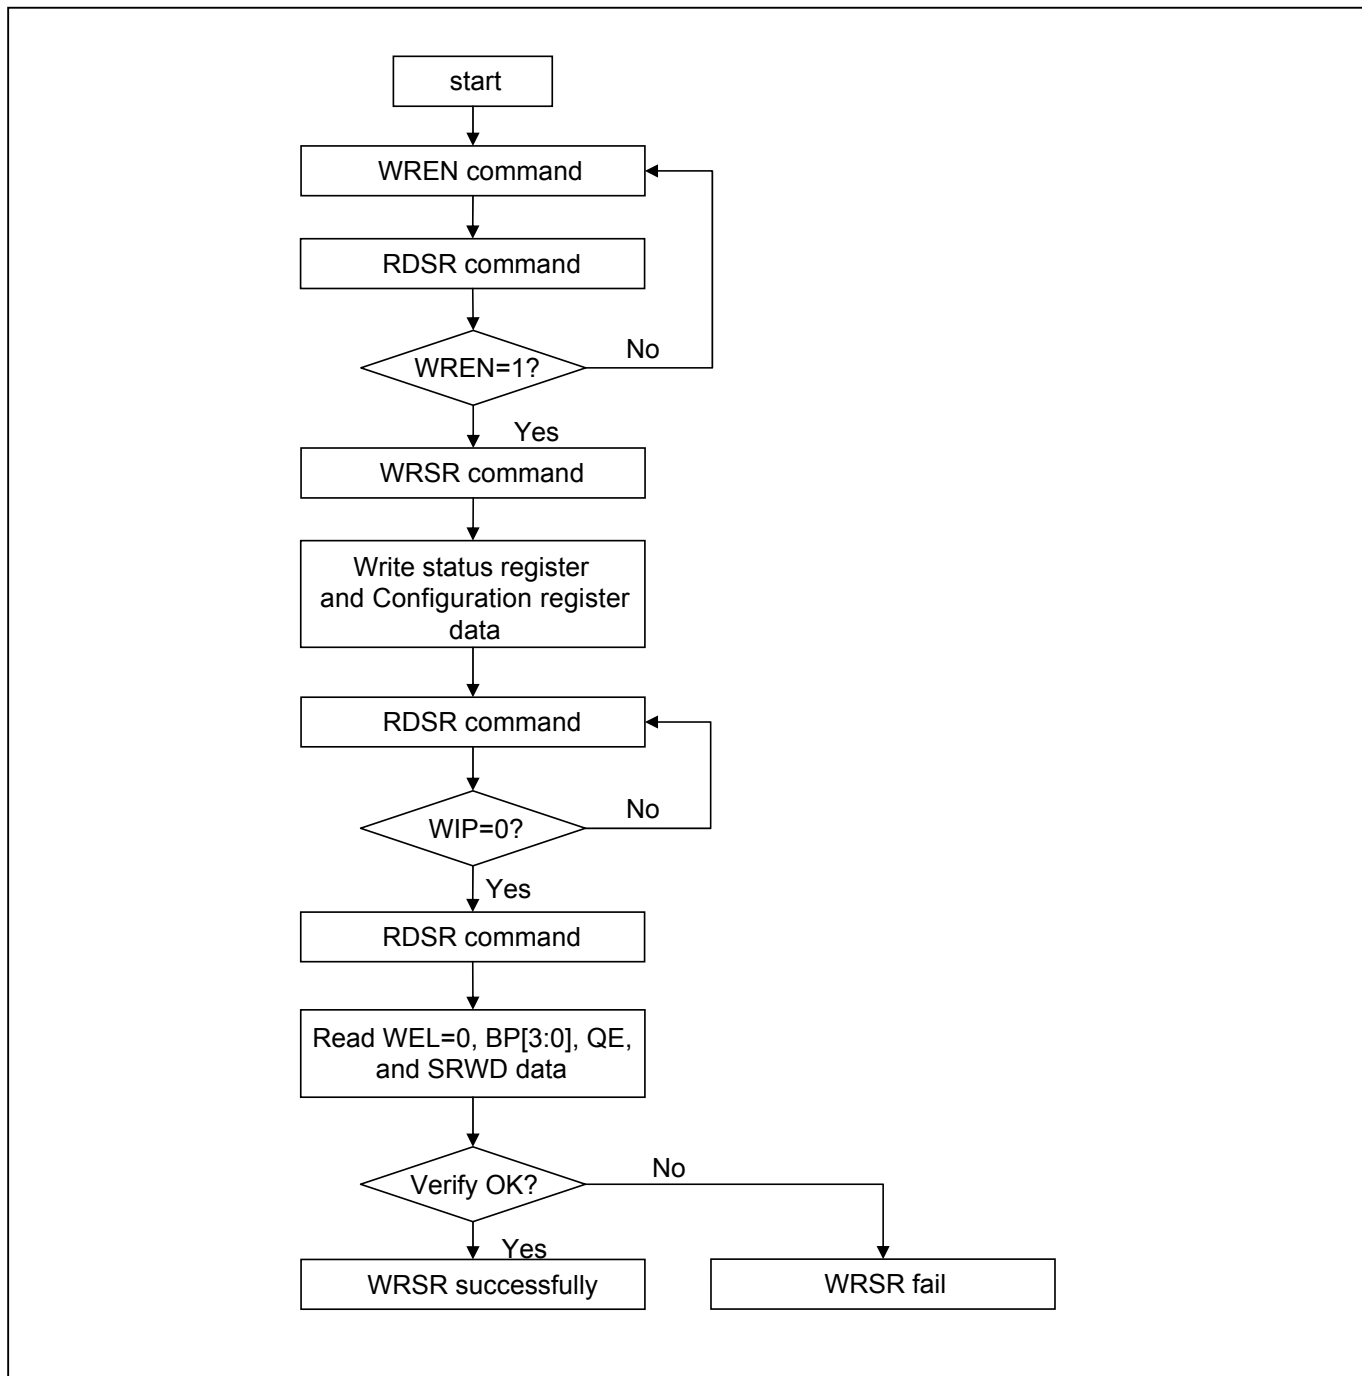 start
WREN command
RDSR command
WREN=1?
No
Yes
WRSR command
Write status register
and Configuration register
data
RDSR command
WIP=0?
No
Yes
RDSR command
Read WEL=0, BP[3:0], QE,
and SRWD data
Verify OK?
No
Yes
WRSR successfully
WRSR fail